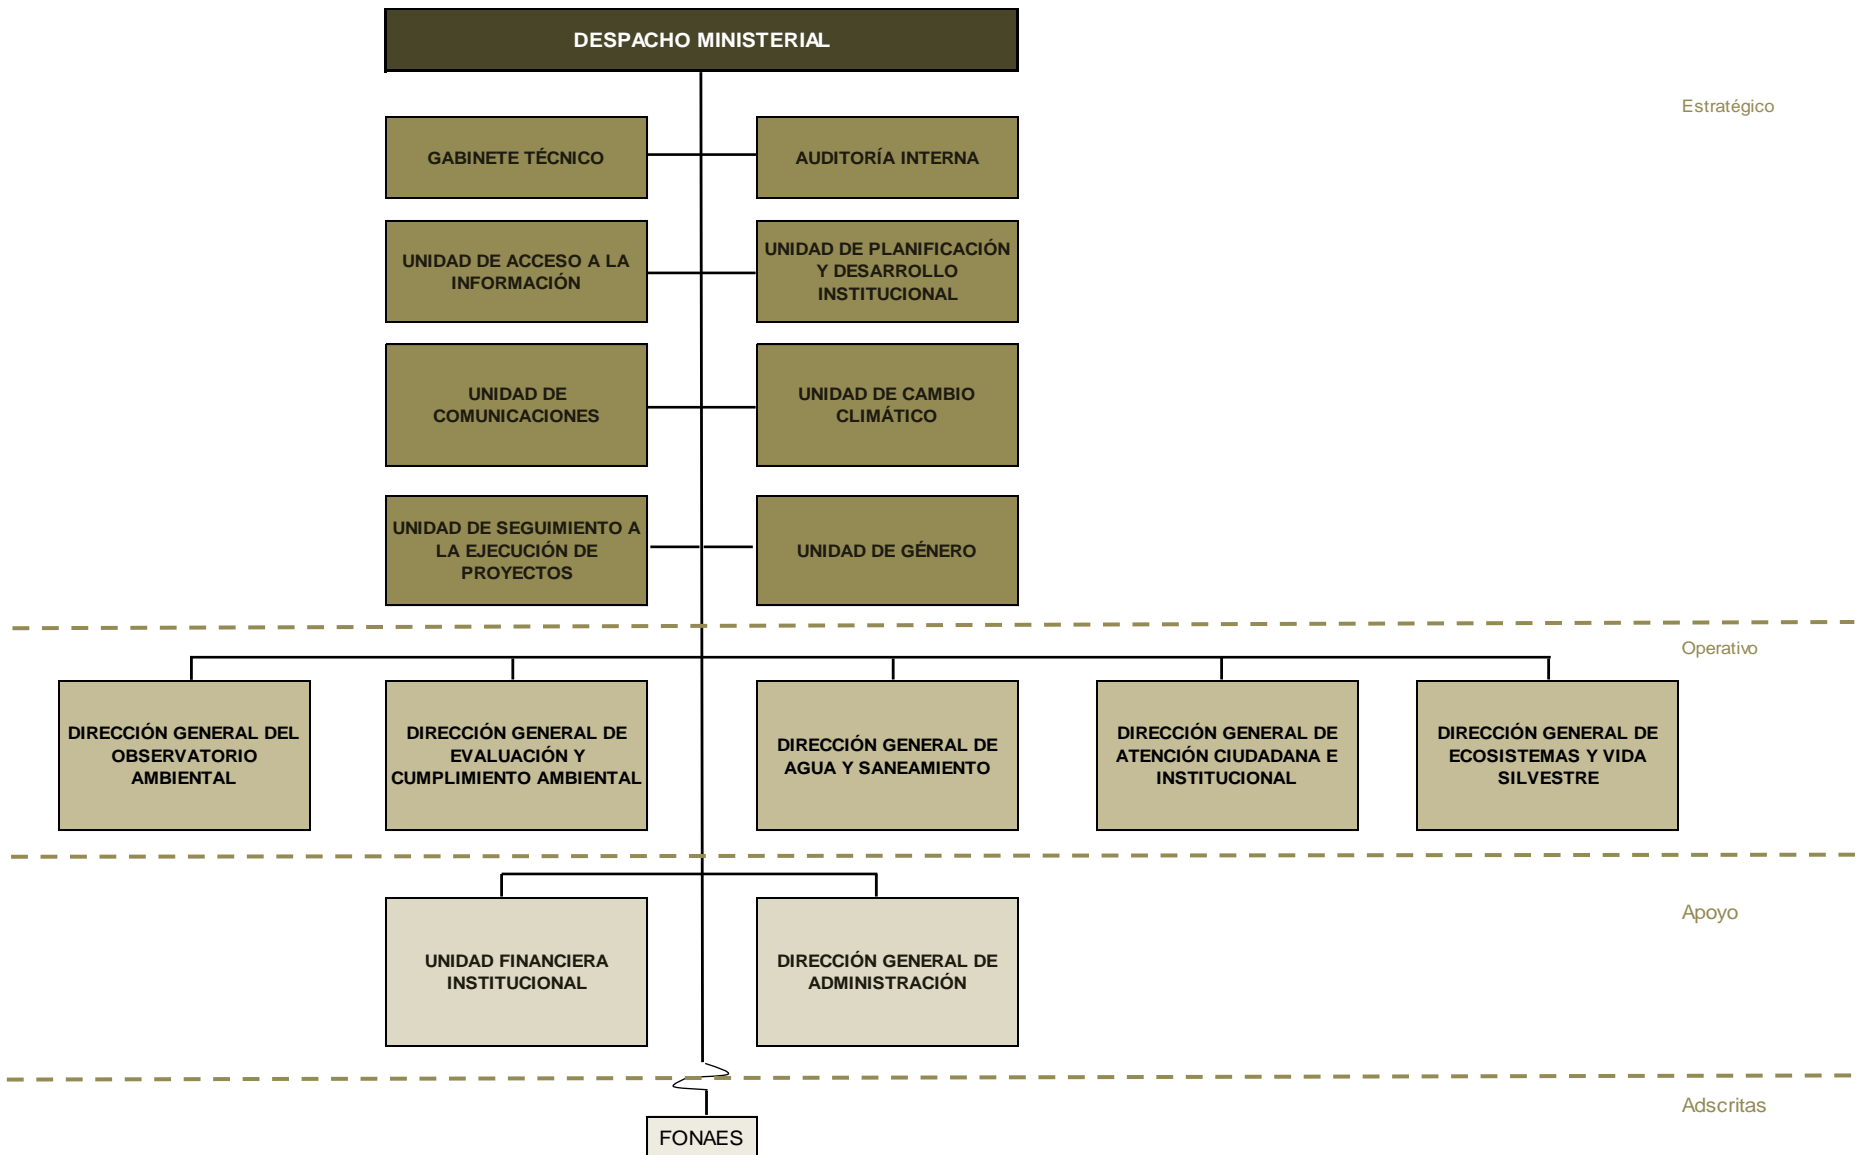 DESPACHO MINISTERIAL
Estratégico
GABINETE TÉCNICO
AUDITORÍA INTERNA
UNIDAD DE ACCESO A LA
INFORMACIÓN
UNIDAD DE PLANIFICACIÓN
Y DESARROLLO
INSTITUCIONAL
UNIDAD DE
COMUNICACIONES
UNIDAD DE CAMBIO
CLIMÁTICO
UNIDAD DE SEGUIMIENTO A
LA EJECUCIÓN DE
PROYECTOS
UNIDAD DE GÉNERO
Operativo
DIRECCIÓN GENERAL DEL
OBSERVATORIO
AMBIENTAL
DIRECCIÓN GENERAL DE
EVALUACIÓN Y
CUMPLIMIENTO AMBIENTAL
DIRECCIÓN GENERAL DE
AGUA Y SANEAMIENTO
DIRECCIÓN GENERAL DE
ATENCIÓN CIUDADANA E
INSTITUCIONAL
DIRECCIÓN GENERAL DE
ECOSISTEMAS Y VIDA
SILVESTRE
Apoyo
UNIDAD FINANCIERA
INSTITUCIONAL
DIRECCIÓN GENERAL DE
ADMINISTRACIÓN
Adscritas
FONAES